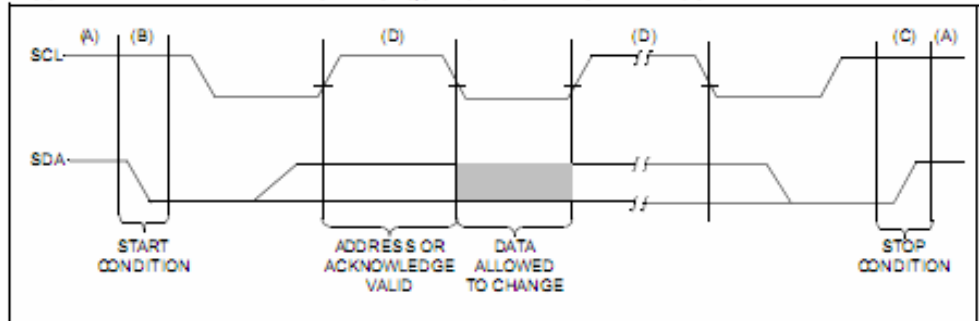 (A) (B) (D) (D) (C) (A)
SCL
SDA
START
CONDITION
ADDRESS OR
ACKNOWLEDGE
VALID
DATA
ALLOWED
TO CHANGE
STOP
CONDITION